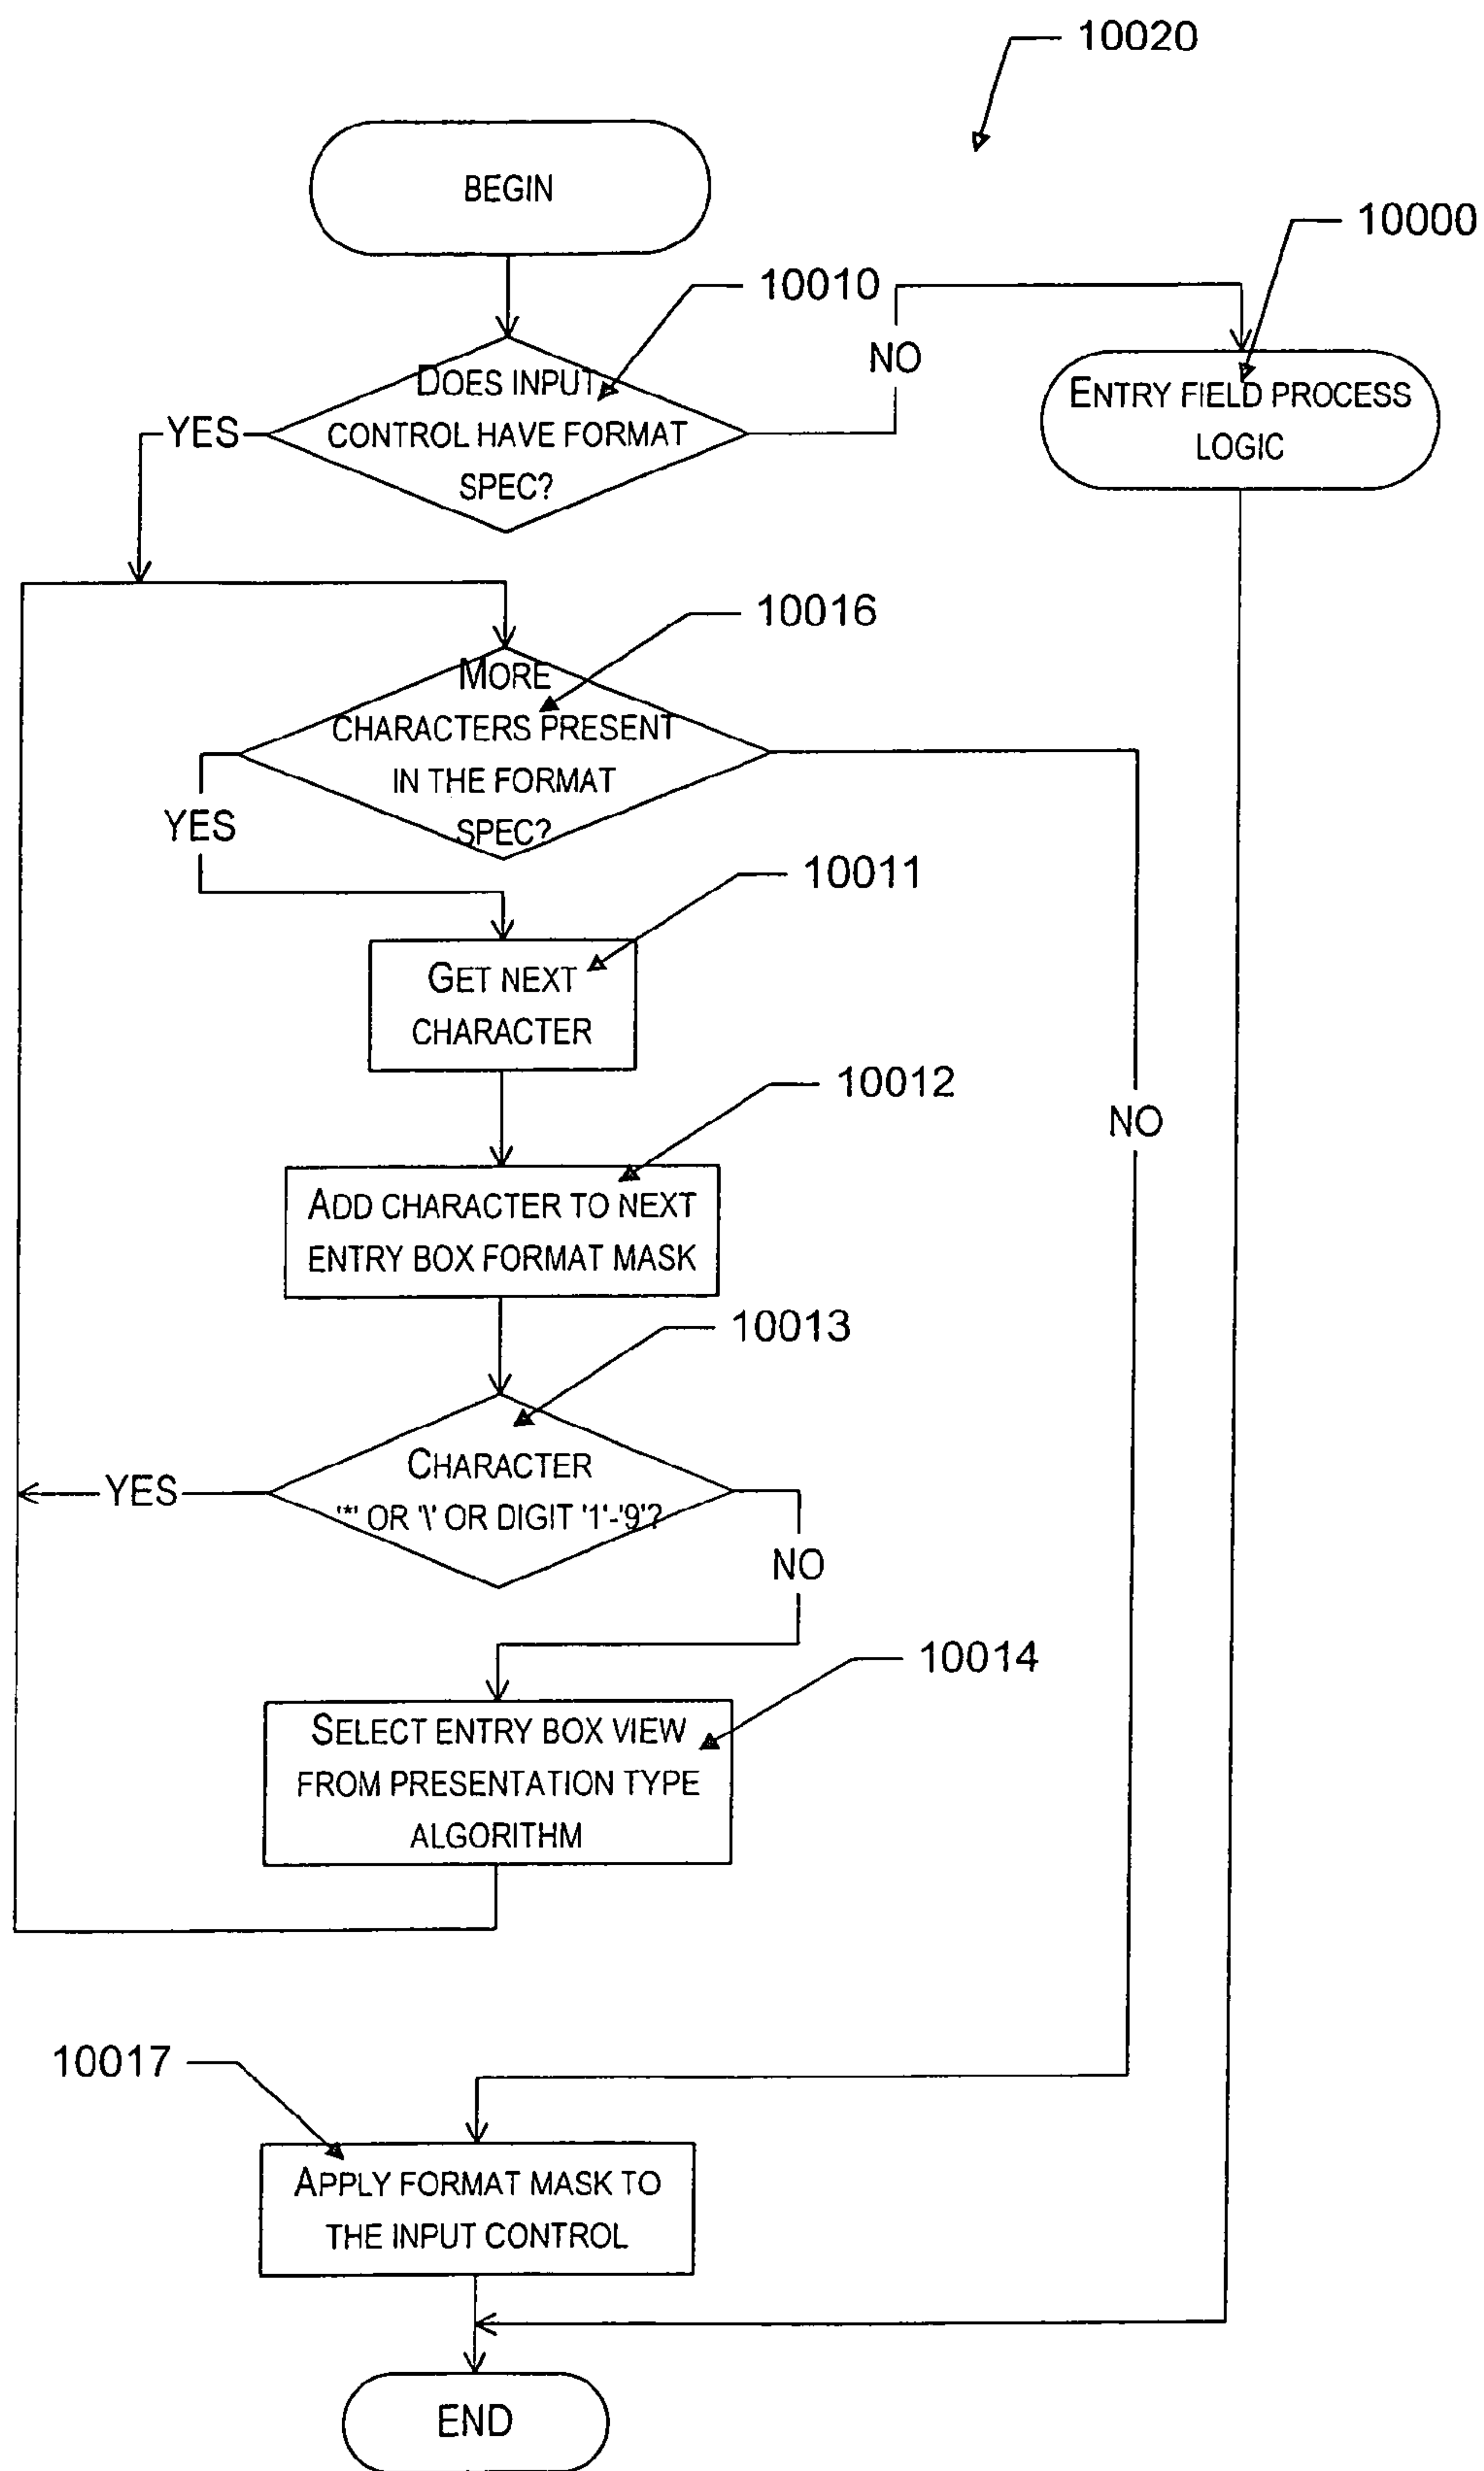 10020
BEGIN
10000
10010
NO
DOES INPUT
CONTROL HAVE FORMAT
SPEC?
YES
ENTRY FIELD PROCESS
LOGIC
10016
MORE
CHARACTERS PRESENT
IN THE FORMAT
SPEC?
YES
10011
GET NEXT
CHARACTER
10012
NO
ADD CHARACTER TO NEXT
ENTRY BOX FORMAT MASK
10013
CHARACTER
'*' OR '\' OR DIGIT '1'-'9'?
YES
NO
10014
SELECT ENTRY BOX VIEW
FROM PRESENTATION TYPE
ALGORITHM
10017
APPLY FORMAT MASK TO
THE INPUT CONTROL
END